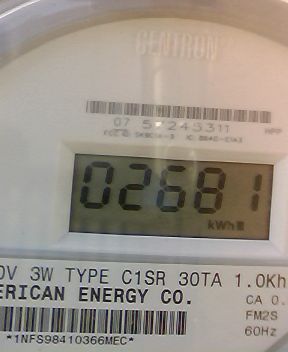 CENTRON
07 57245311
HPP
02681
kWh
0V 3W TYPE C1SR 30TA 1.0Kh
ERICAN ENERGY CO.
CA 0.
FM2S
60Hz
*1NFS98410366MEC*